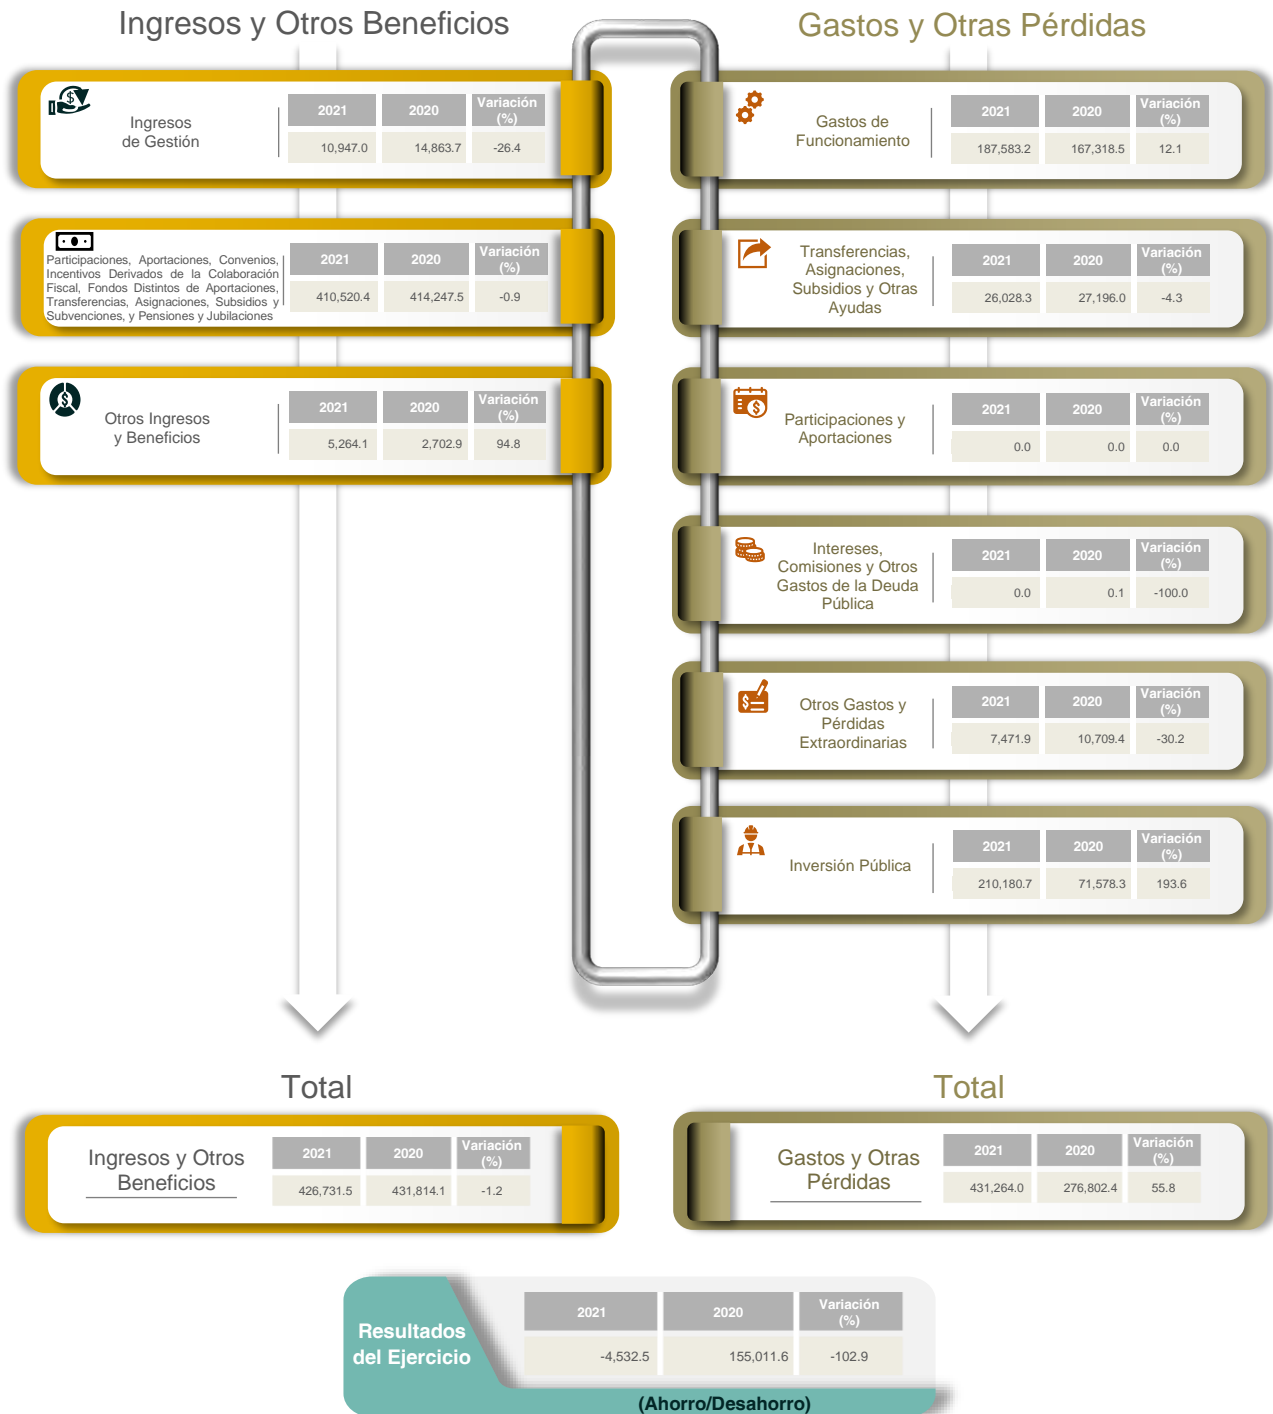 Ingresos y Otros Beneficios
Ingresos
de Gestión
2021 2020 Variación (%)
10,947.0 14,863.7 -26.4
Participaciones, Aportaciones, Convenios,
Incentivos Derivados de la Colaboración
Fiscal, Fondos Distintos de Aportaciones,
Transferencias, Asignaciones, Subsidios y
Subvenciones, y Pensiones y Jubilaciones
2021 2020 Variación (%)
410,520.4 414,247.5 -0.9
Otros Ingresos
y Beneficios
2021 2020 Variación (%)
5,264.1 2,702.9 94.8
Gastos y Otras Pérdidas
Gastos de
Funcionamiento
2021 2020 Variación (%)
187,583.2 167,318.5 12.1
Transferencias,
Asignaciones,
Subsidios y Otras
Ayudas
2021 2020 Variación (%)
26,028.3 27,196.0 -4.3
Participaciones y
Aportaciones
2021 2020 Variación (%)
0.0 0.0 0.0
Intereses,
Comisiones y Otros
Gastos de la Deuda
Pública
2021 2020 Variación (%)
0.0 0.1 -100.0
Otros Gastos y
Pérdidas
Extraordinarias
2021 2020 Variación (%)
7,471.9 10,709.4 -30.2
Inversión Pública
2021 2020 Variación (%)
210,180.7 71,578.3 193.6
Total
Ingresos y Otros
Beneficios
2021 2020 Variación (%)
426,731.5 431,814.1 -1.2
Total
Gastos y Otras
Pérdidas
2021 2020 Variación (%)
431,264.0 276,802.4 55.8
Resultados
del Ejercicio
2021 2020 Variación (%)
-4,532.5 155,011.6 -102.9
(Ahorro/Desahorro)